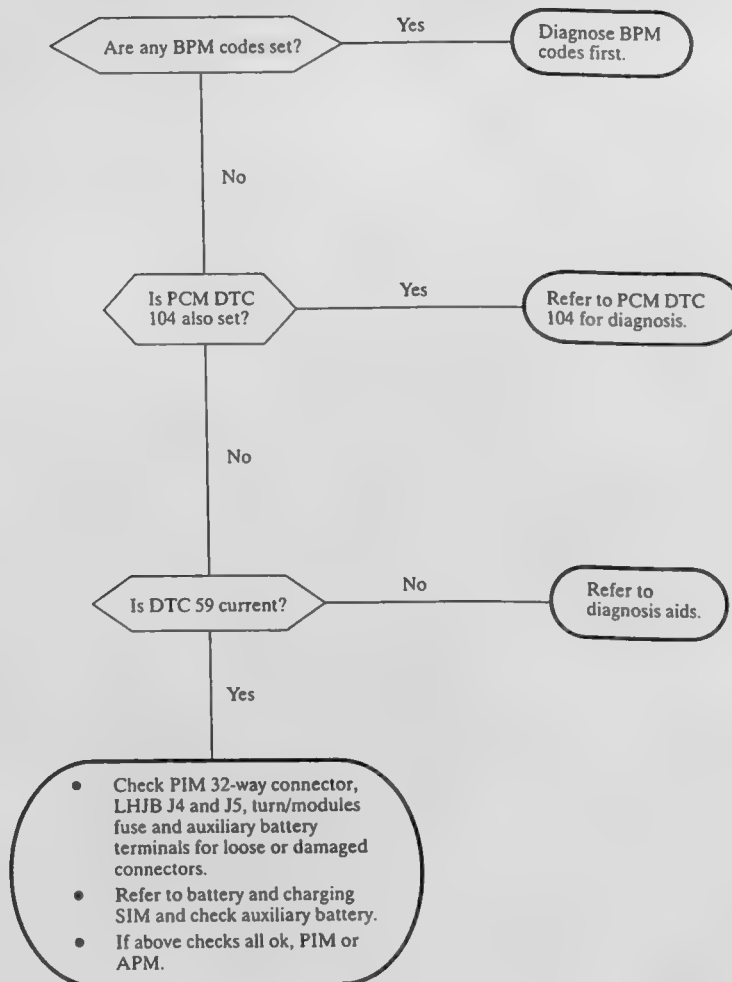 Are any BPM codes set?
Yes
Diagnose BPM
codes first.
No
Is PCM DTC
104 also set?
Yes
Refer to PCM DTC
104 for diagnosis.
No
Is DTC 59 current?
No
Refer to
diagnosis aids.
Yes
• Check PIM 32-way connector,
LHJB J4 and J5, turn/modules
fuse and auxiliary battery
terminals for loose or damaged
connectors.
• Refer to battery and charging
SIM and check auxiliary battery.
• If above checks all ok, PIM or
APM.